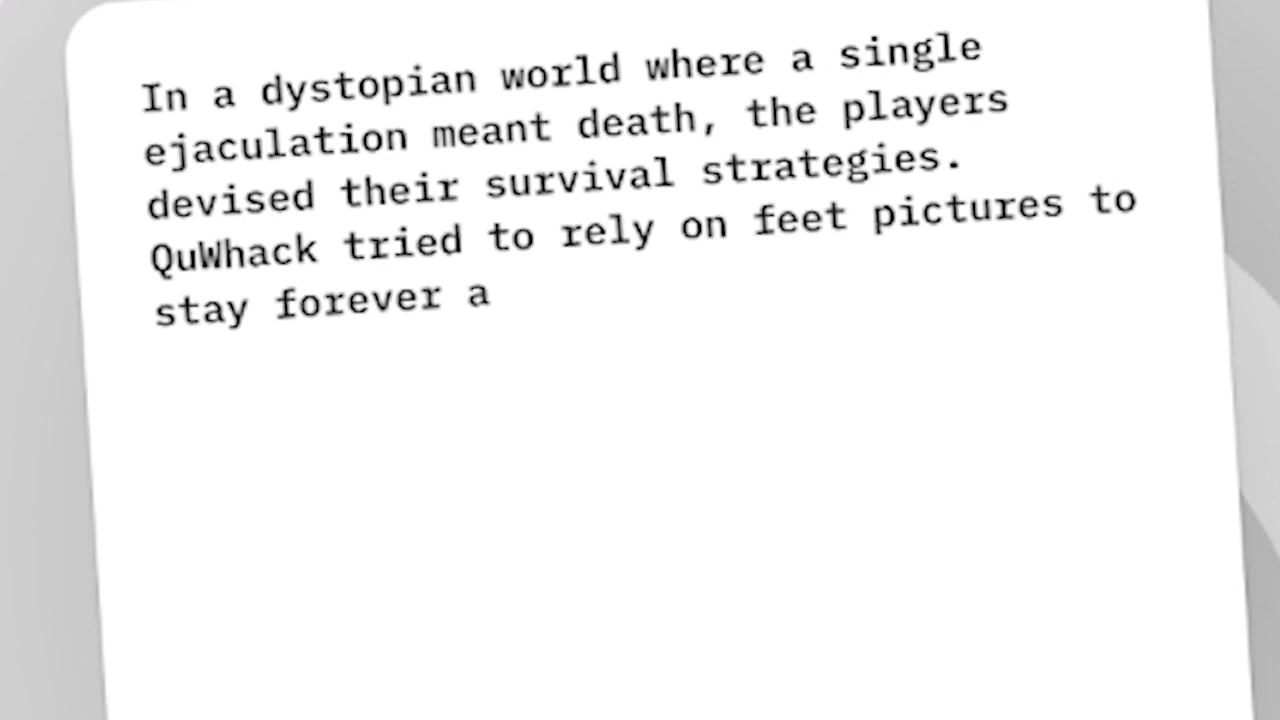 In a dystopian world where a single
ejaculation meant death, the players
devised their survival strategies.
QuWhack tried to rely on feet pictures to
stay forever a